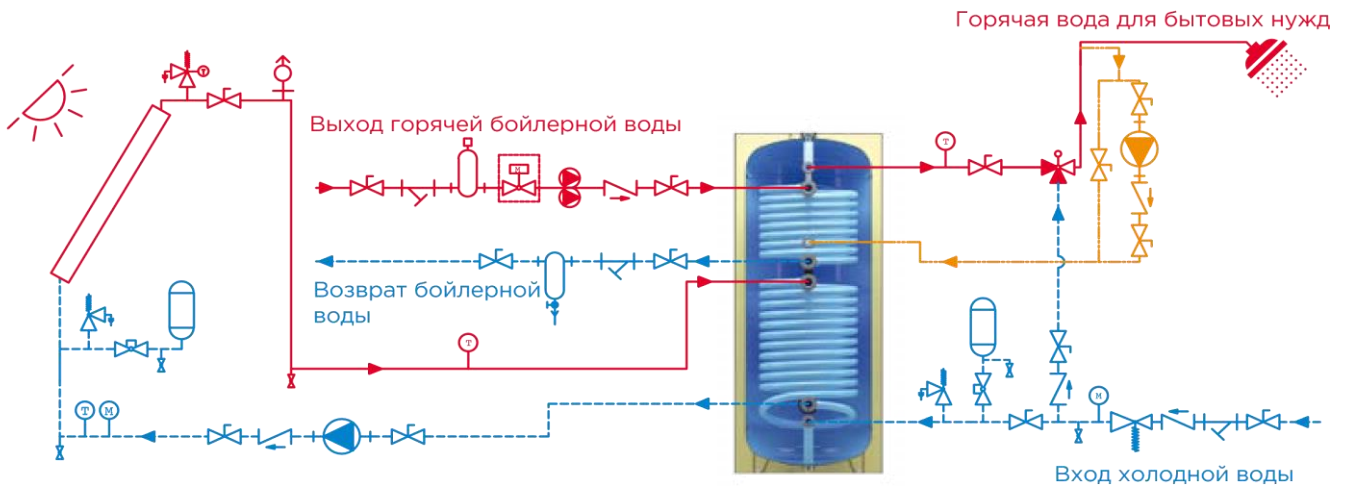 Горячая вода для бытовых нужд
T
Выход горячей бойлерной воды
M
T
Возврат бойлерной
воды
T
T
M
M
Вход холодной воды